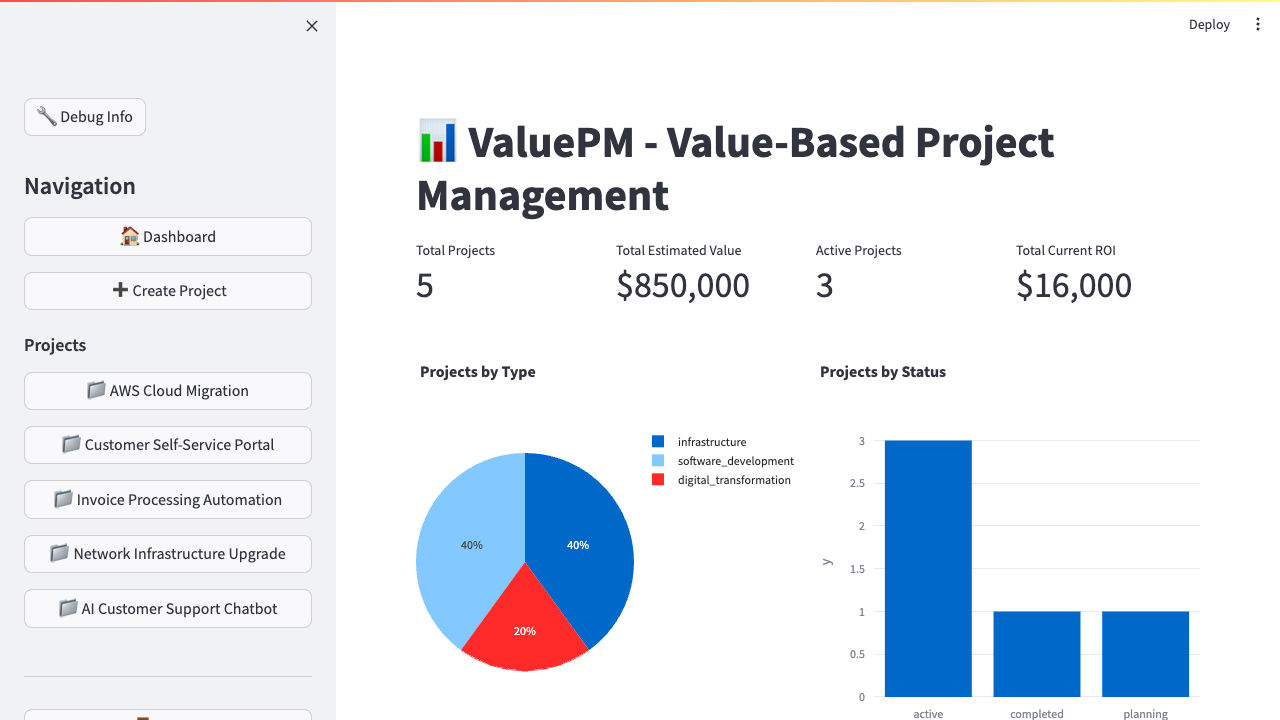 Deploy
🔧 Debug Info
Navigation
🏠 Dashboard
➕ Create Project
Projects
📁 AWS Cloud Migration
📁 Customer Self-Service Portal
📁 Invoice Processing Automation
📁 Network Infrastructure Upgrade
📁 AI Customer Support Chatbot
📊 ValuePM - Value-Based Project
Management
Total Projects
5
Total Estimated Value
$850,000
Active Projects
3
Total Current ROI
$16,000
Projects by Type
infrastructure
software_development
digital_transformation
40%
40%
20%
Projects by Status
y
3
2.5
2
1.5
1
0.5
0
active
completed
planning